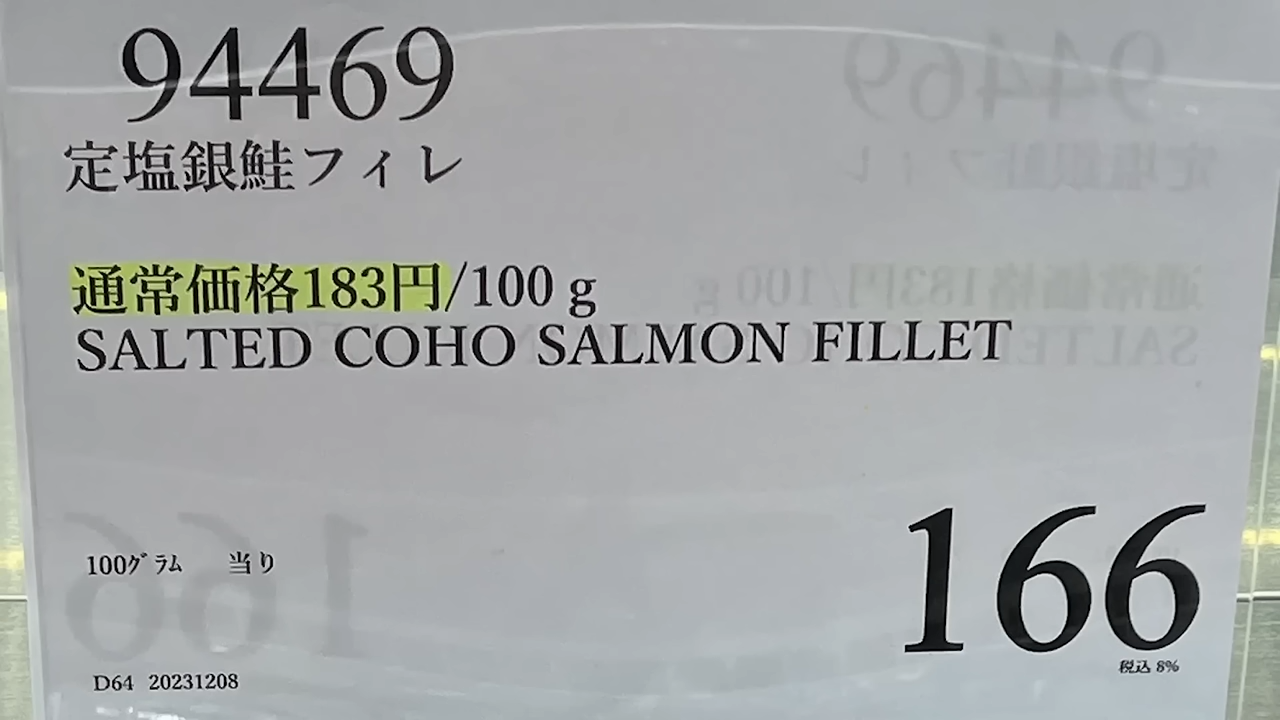 94469
定塩銀鮭フィレ
通常価格183円/100 g
SALTED COHO SALMON FILLET
100ｸﾞﾗﾑ 当り
166
税込 8%
D64 20231208